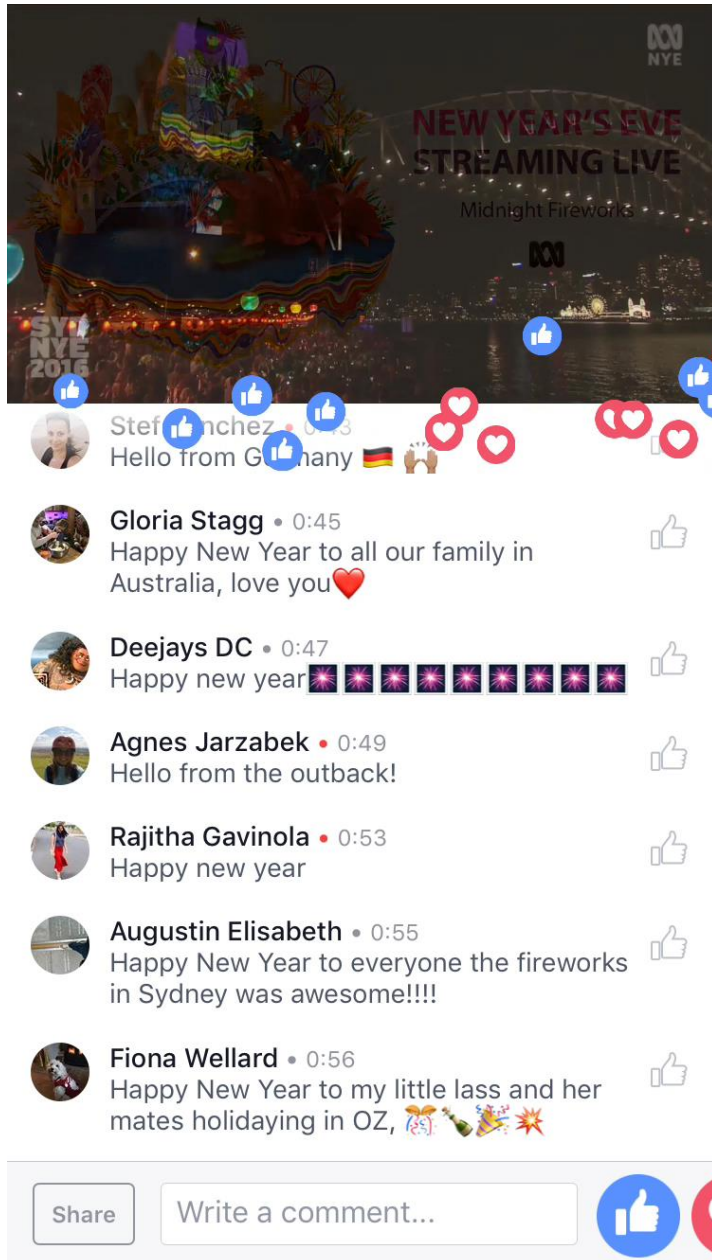 NYE
NEW YEAR'S EVE
STREAMING LIVE
Midnight Fireworks
SYD
NYE
2016
Hello from 🇩🇪 🙌🏽
Gloria Stagg • 0:45
Happy New Year to all our family in
Australia, love you❤️
Deejays DC • 0:47
Happy new year🎆🎆🎆🎆🎆🎆🎆🎆🎆
Agnes Jarzabek • 0:49
Hello from the outback!
Rajitha Gavinola • 0:53
Happy new year
Augustin Elisabeth • 0:55
Happy New Year to everyone the fireworks
in Sydney was awesome!!!!
Fiona Wellard • 0:56
Happy New Year to my little lass and her
mates holidaying in OZ, 🎊🍾🎉💥
Share
Write a comment...